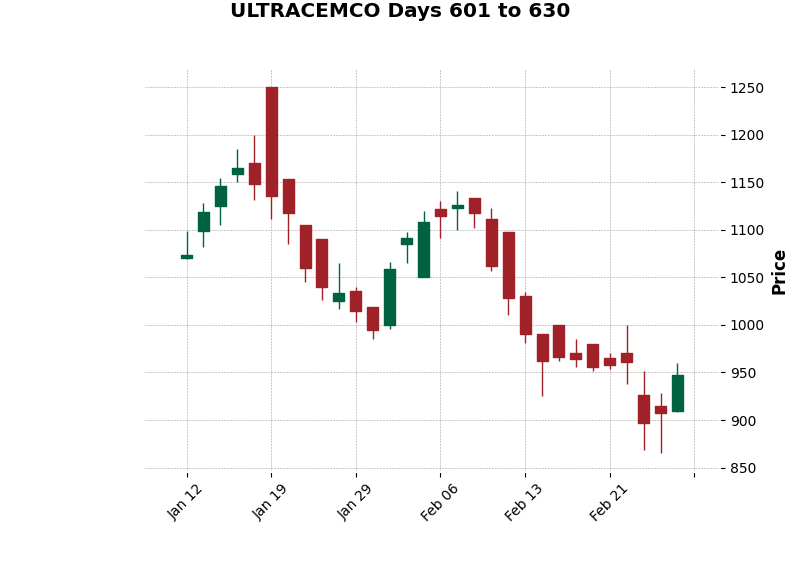 ULTRACEMCO Days 601 to 630
1250
1200
1150
1100
1050
1000
950
900
850
Price
Jan 12
Jan 19
Jan 29
Feb 06
Feb 13
Feb 21